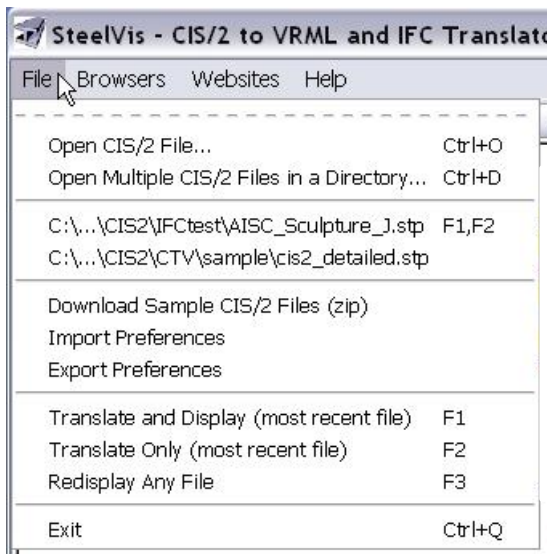 SteelVis - CIS/2 to VRML and IFC Translato
File Browsers Websites Help
Open CIS/2 File... Ctrl+O
Open Multiple CIS/2 Files in a Directory... Ctrl+D
C:\...\CIS2\IFCtest\AISC_Sculpture_J.stp F1,F2
C:\...\CIS2\CTV\sample\cis2_detailed.stp
Download Sample CIS/2 Files (zip)
Import Preferences
Export Preferences
Translate and Display (most recent file) F1
Translate Only (most recent file) F2
Redisplay Any File F3
Exit Ctrl+Q